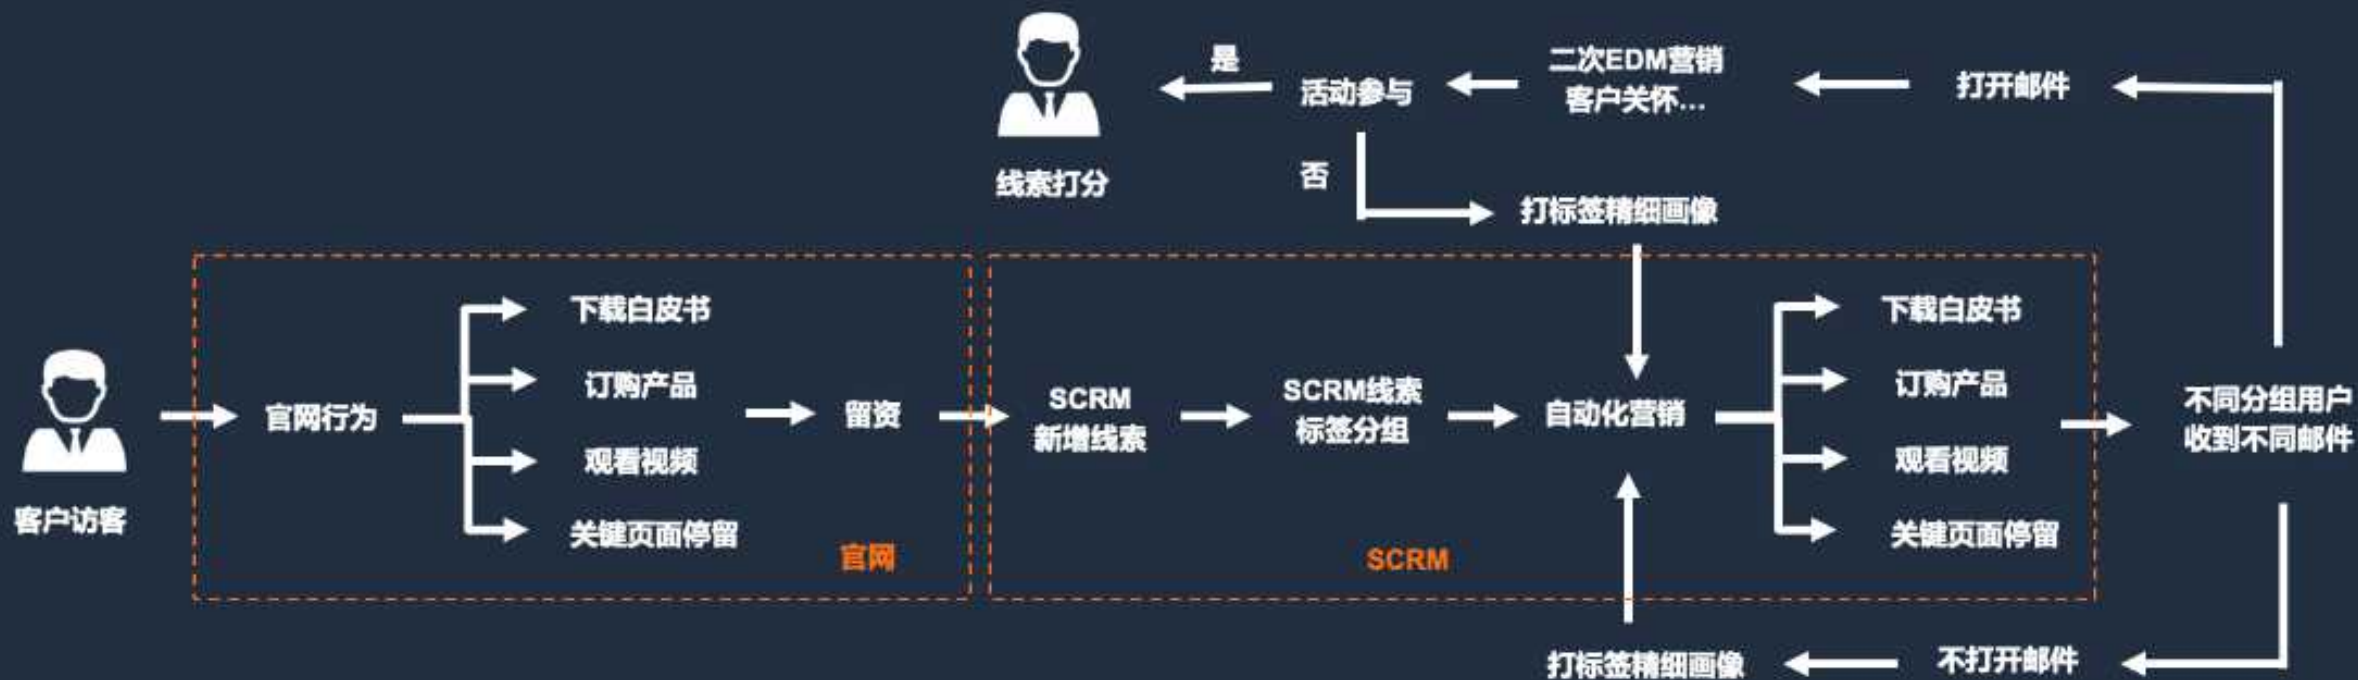 是
活动参与
二次EDM营销
客户关怀...
打开邮件
线索打分
否
打标签精细画像
客户访客
官网行为
下载白皮书
订购产品
观看视频
关键页面停留
留资
官网
SCRM
新增线索
SCRM线索
标签分组
自动化营销
下载白皮书
订购产品
观看视频
关键页面停留
SCRM
不同分组用户
收到不同邮件
打标签精细画像
不打开邮件